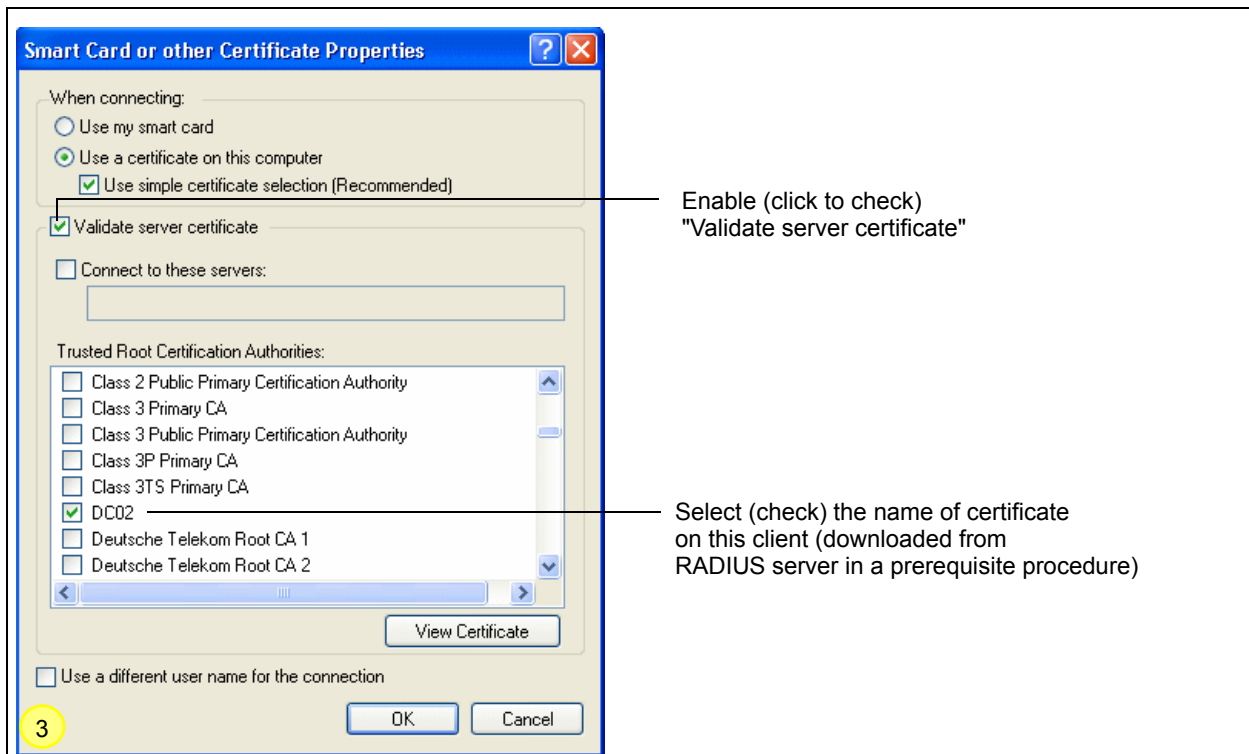 Smart Card or other Certificate Properties
When connecting:
Use my smart card
Use a certificate on this computer
Use simple certificate selection (Recommended)
Validate server certificate
Connect to these servers:
Trusted Root Certification Authorities:
Class 2 Public Primary Certification Authority
Class 3 Primary CA
Class 3 Public Primary Certification Authority
Class 3P Primary CA
Class 3TS Primary CA
DC02
Deutsche Telekom Root CA 1
Deutsche Telekom Root CA 2
View Certificate
Use a different user name for the connection
OK
Cancel
3
Enable (click to check)
"Validate server certificate"
Select (check) the name of certificate
on this client (downloaded from
RADIUS server in a prerequisite procedure)